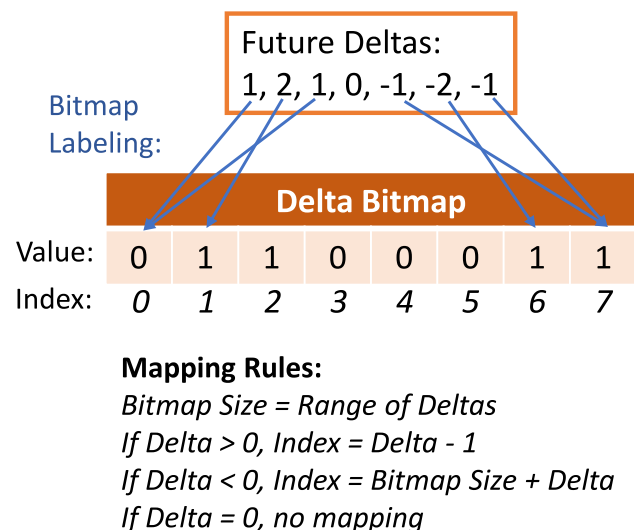 Future Deltas:
1, 2, 1, 0, -1, -2, -1
Bitmap
Labeling:
Delta Bitmap
Value: 0 1 1 0 0 0 1 1
Index: 0 1 2 3 4 5 6 7
Mapping Rules:
Bitmap Size = Range of Deltas
If Delta > 0, Index = Delta - 1
If Delta < 0, Index = Bitmap Size + Delta
If Delta = 0, no mapping